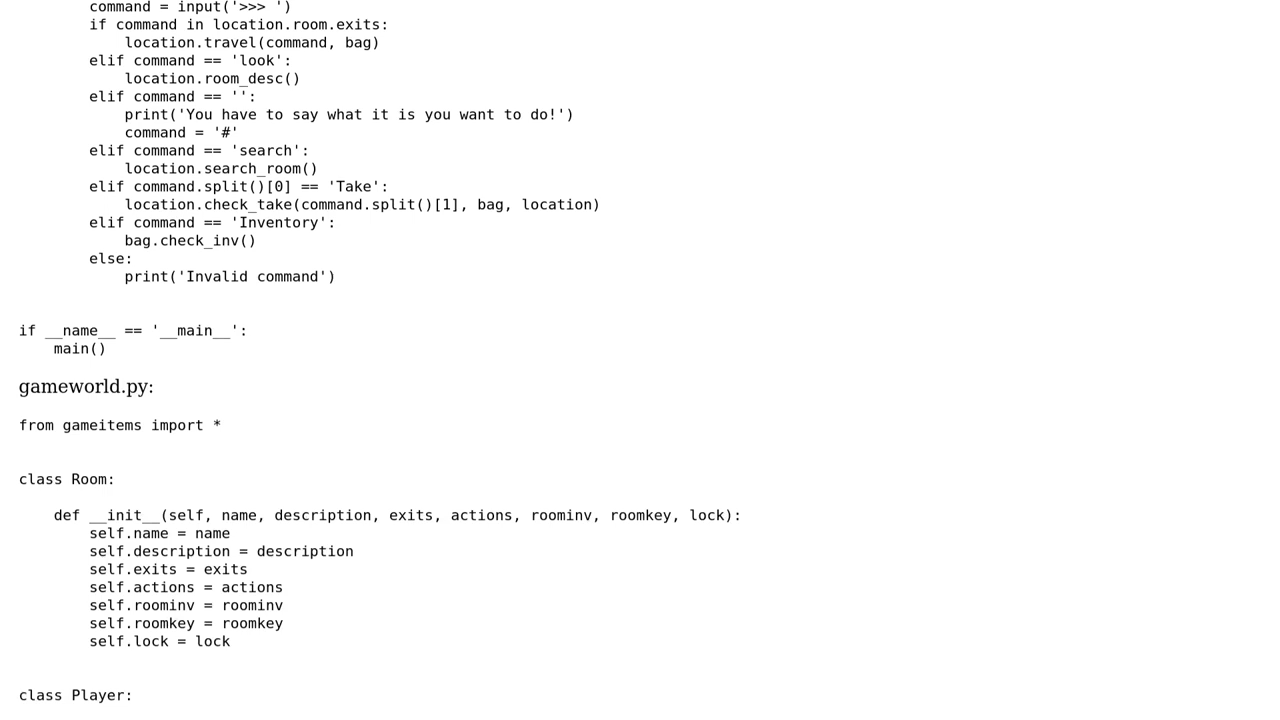 command = input('>>> ')
        if command in location.room.exits:
            location.travel(command, bag)
        elif command == 'look':
            location.room_desc()
        elif command == '':
            print('You have to say what it is you want to do!')
            command = '#'
        elif command == 'search':
            location.search_room()
        elif command.split()[0] == 'Take':
            location.check_take(command.split()[1], bag, location)
        elif command == 'Inventory':
            bag.check_inv()
        else:
            print('Invalid command')
if __name__ == '__main__':
    main()
gameworld.py:
from gameitems import *
class Room:
    def __init__(self, name, description, exits, actions, roominv, roomkey, lock):
        self.name = name
        self.description = description
        self.exits = exits
        self.actions = actions
        self.roominv = roominv
        self.roomkey = roomkey
        self.lock = lock
class Player: